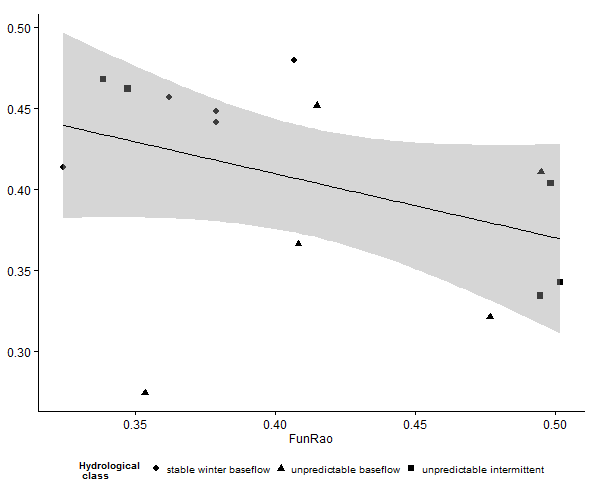 0.50
0.45
0.40
0.35
0.30
0.35 0.40 0.45 0.50
FunRao
Hydrological
class
stable winter baseflow unpredictable baseflow unpredictable intermittent